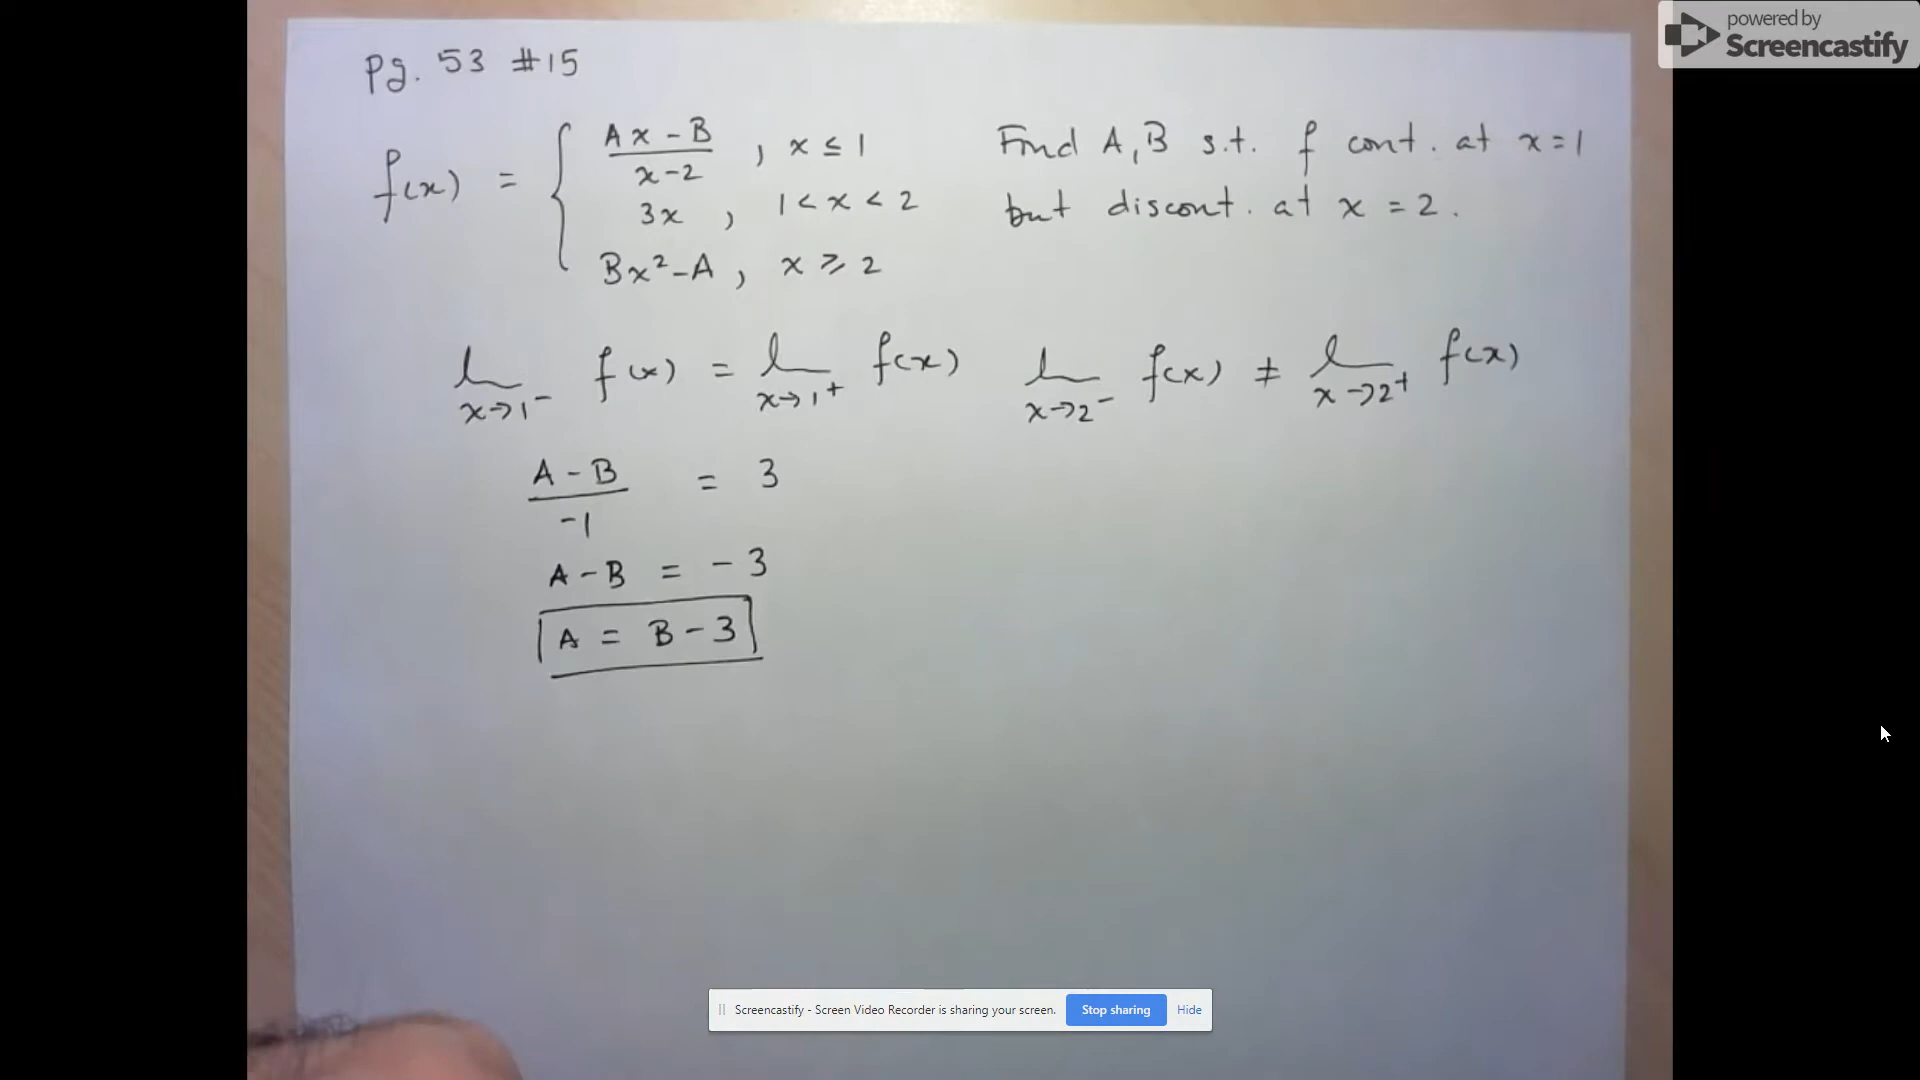 powered by
Screencastify
pg. 53 #15
f(x) = { Ax - B / x - 2 , x ≤ 1
3x , 1 < x < 2
Bx² - A , x ≥ 2
Find A, B s.t. f cont. at x = 1
but discont. at x = 2.
lim x→1⁻ f(x) = lim x→1⁺ f(x)
lim x→2⁻ f(x) ≠ lim x→2⁺ f(x)
A - B / -1 = 3
A - B = - 3
A = B - 3
Screencastify - Screen Video Recorder is sharing your screen. Stop sharing Hide